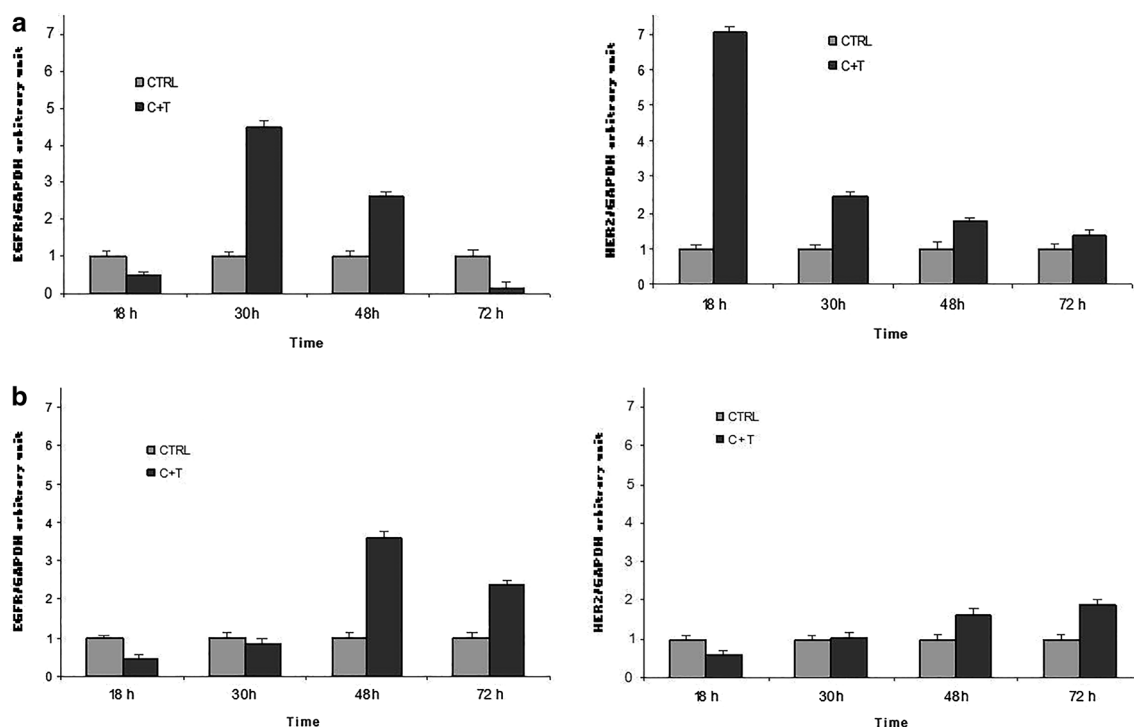 a
EGFR/GAPDH arbitrary unit
7
6
5
4
3
2
1
0
CTRL
C+T
18 h 30h 48h 72 h
Time
HER2/GAPDH arbitrary unit
7
6
5
4
3
2
1
0
CTRL
C+T
18 h 30h 48h 72 h
Time
b
EGFR/GAPDH arbitrary unit
7
6
5
4
3
2
1
0
CTRL
C+T
18 h 30h 48h 72 h
Time
HER2/GAPDH arbitrary unit
7
6
5
4
3
2
1
0
CTRL
C+T
18 h 30h 48h 72 h
Time